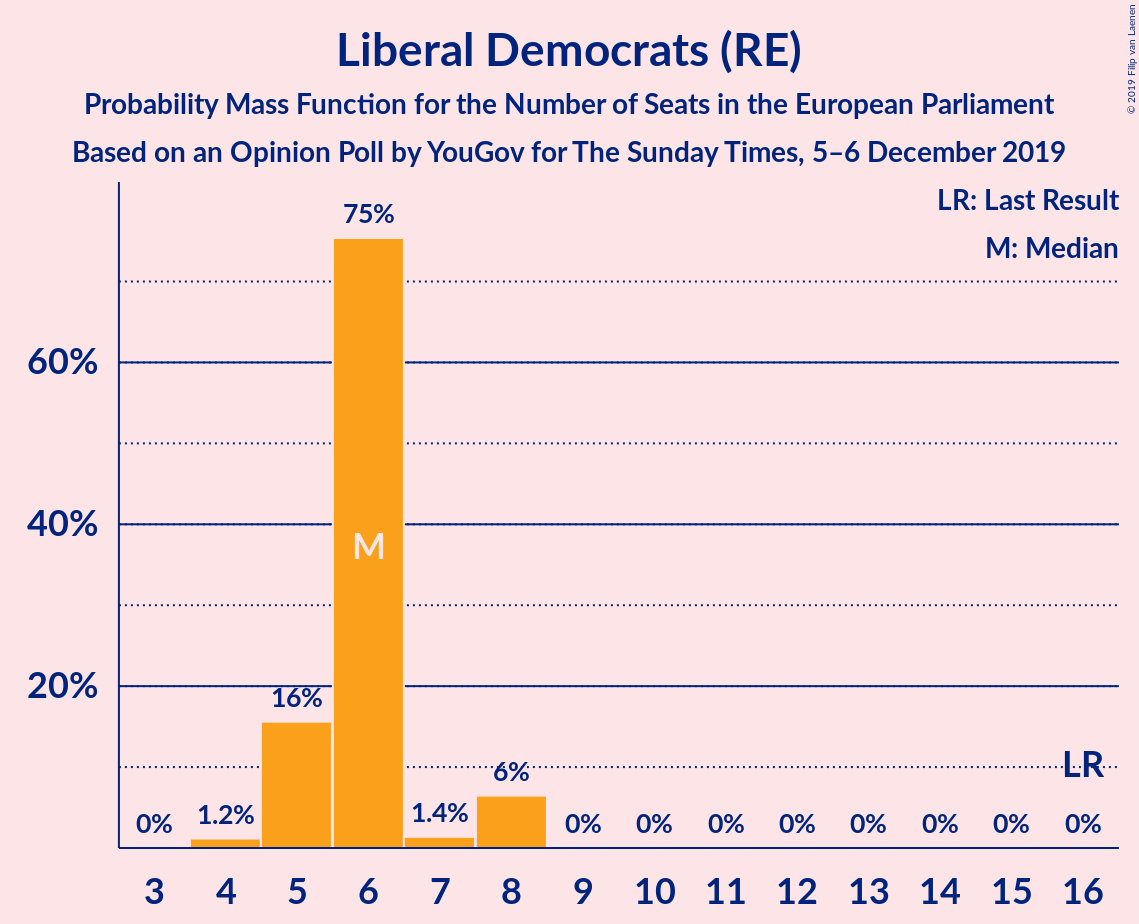 Liberal Democrats (RE)
Probability Mass Function for the Number of Seats in the European Parliament
Based on an Opinion Poll by YouGov for The Sunday Times, 5–6 December 2019
© 2019 Filip van Laenen
LR: Last Result
M: Median
75%
60%
40%
M
20%
16%
LR
6%
0% 1.2% 1.4% 0% 0% 0% 0% 0% 0% 0% 0%
3 4 5 6 7 8 9 10 11 12 13 14 15 16